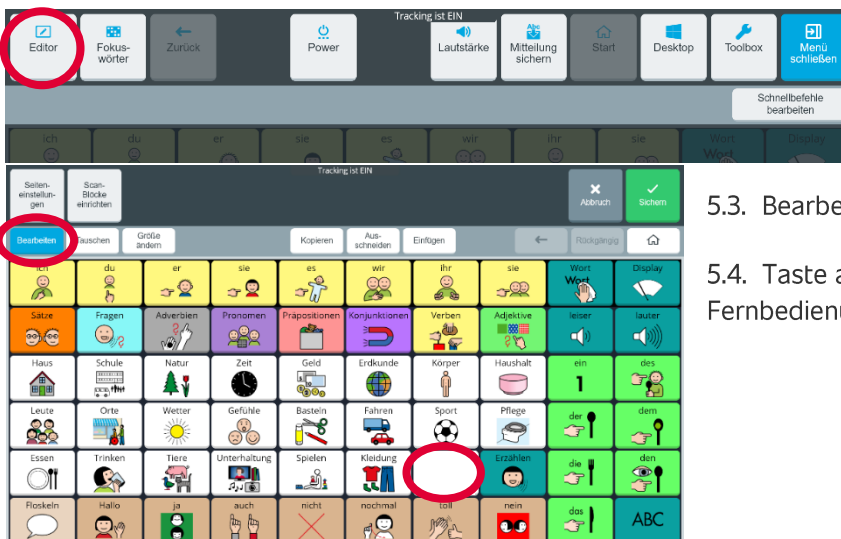 Tracking ist EIN
Editor
Fokus-
wörter
Zurück
Power
Lautstärke
Abc
Mitteilung
sichern
Start
Desktop
Toolbox
Menü
schließen
Schnellbefehle
bearbeiten
ich du er sie es wir ihr sie Wort Display
Wort
Tracking ist EIN
Seiten-
einstellun-
gen
Scan-
Blöcke
einrichten
Abbruch
Sichern
Bearbeiten
Tauschen
Größe
ändern
Kopieren
Aus-
schneiden
Einfügen
Rückgängig
ich du er sie es wir ihr sie Wort Display
Wort
Sätze Fragen Adverbien Pronomen Präpositionen Konjunktionen Verben Adjektive leiser lauter
Haus Schule Natur Zeit Geld Erdkunde Körper Haushalt ein des
1
Leute Orte Wetter Gefühle Basteln Fahren Sport Pflege der dem
Essen Trinken Tiere Unterhaltung Spielen Kleidung Erzählen die den
Floskeln Hallo ja auch nicht nochmal toll nein das ABC
5.3. Bearbe
5.4. Taste a
Fernbedien